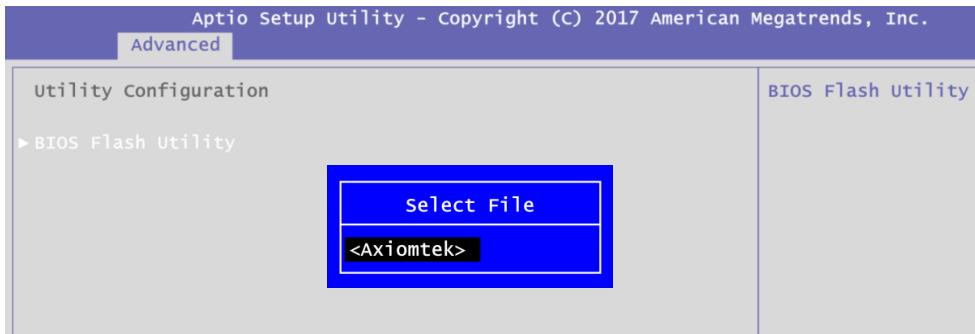 Aptio Setup Utility - Copyright (C) 2017 American Megatrends, Inc.
Advanced
Utility Configuration
BIOS Flash Utility
►BIOS Flash Utility
Select File
<Axiomtek>